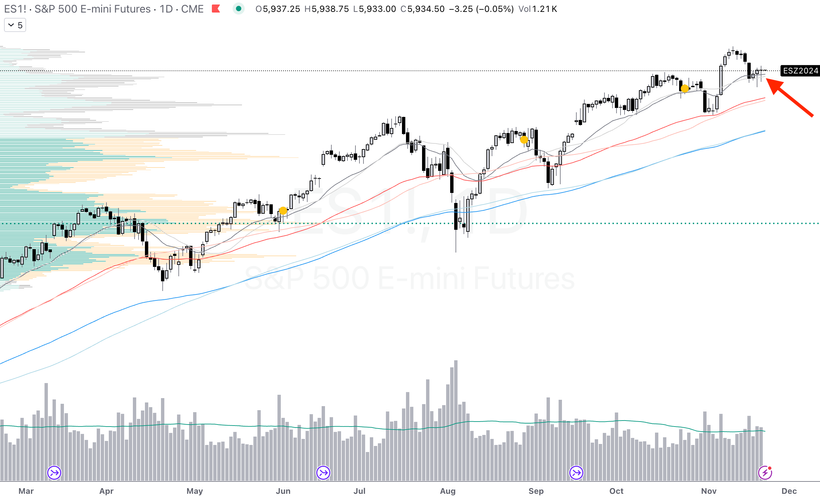 ES1! · S&P 500 E-mini Futures · 1D · CME O5,937.25 H5,938.75 L5,933.00 C5,934.50 −3.25 (−0.05%) Vol1.21K
5
ESZ2024
ES1!, 1D
S&P 500 E-mini Futures
Mar Apr May Jun Jul Aug Sep Oct Nov Dec